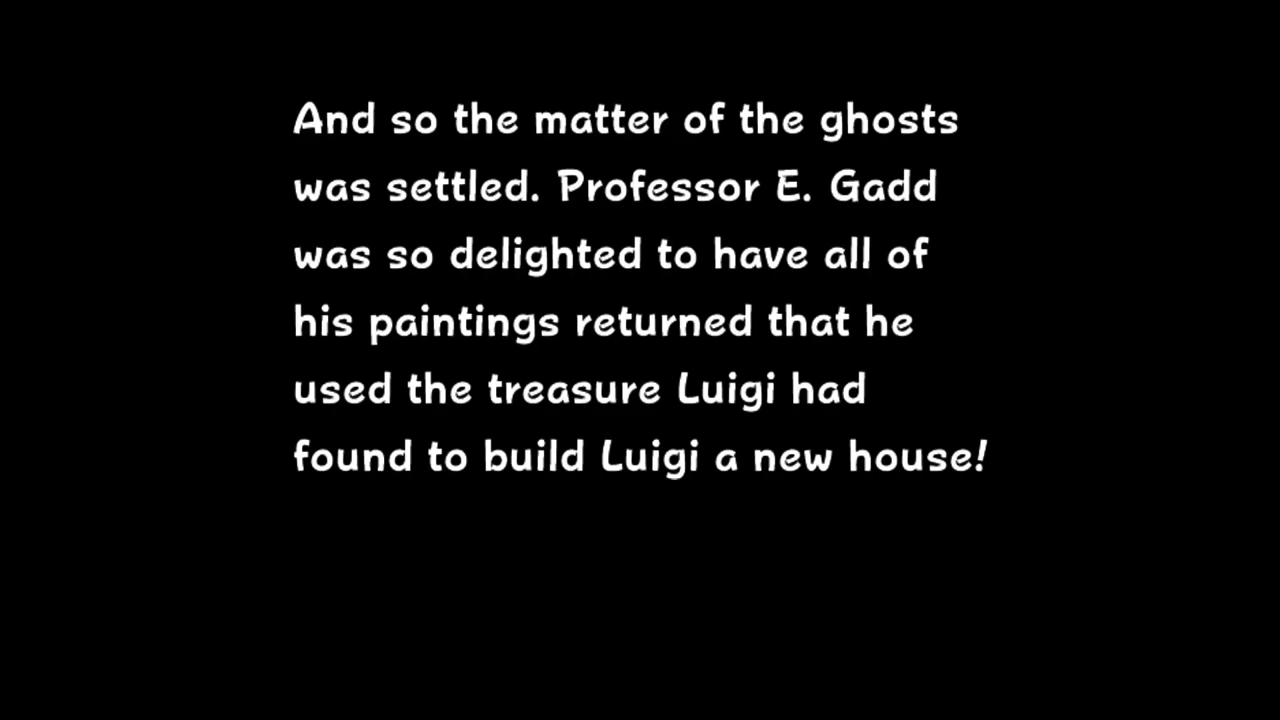 And so the matter of the ghosts
was settled. Professor E. Gadd
was so delighted to have all of
his paintings returned that he
used the treasure Luigi had
found to build Luigi a new house!